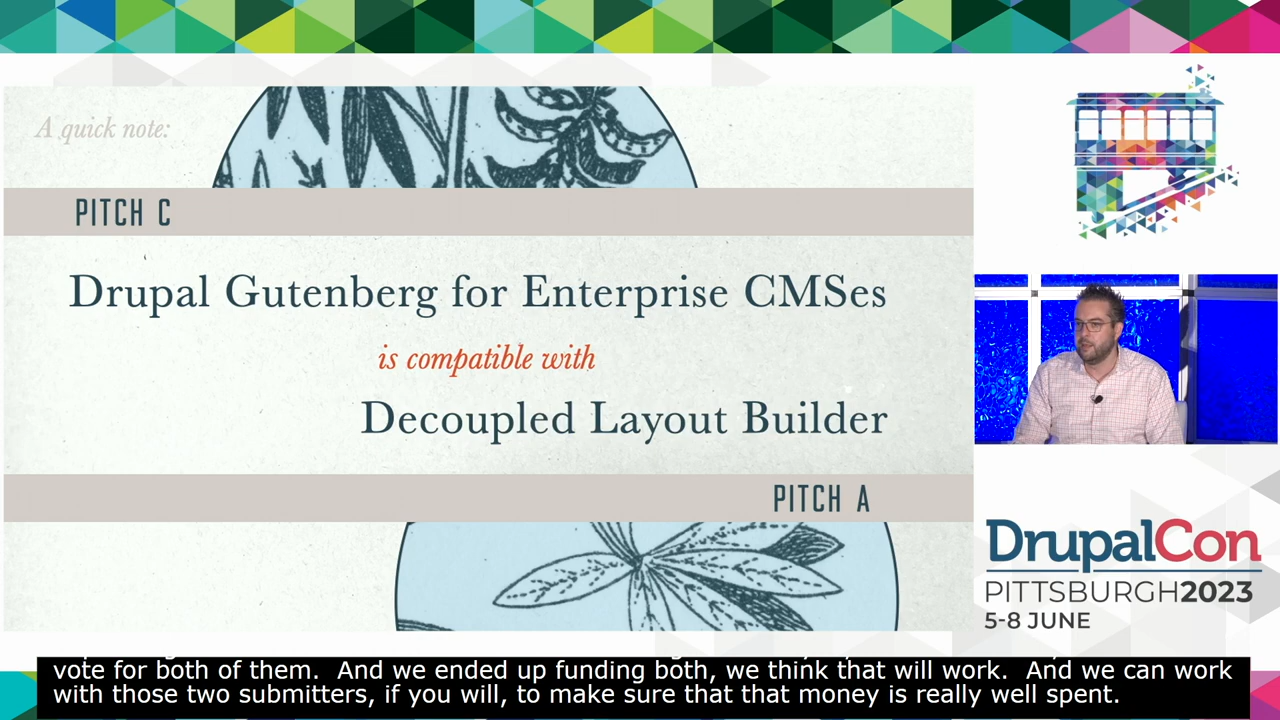 A quick note:
PITCH C
Drupal Gutenberg for Enterprise CMSes
is compatible with
Decoupled Layout Builder
PITCH A
DrupalCon
PITTSBURGH2023
5-8 JUNE
vote for both of them.  And we ended up funding both, we think that will work.  And we can work
with those two submitters, if you will, to make sure that that money is really well spent.